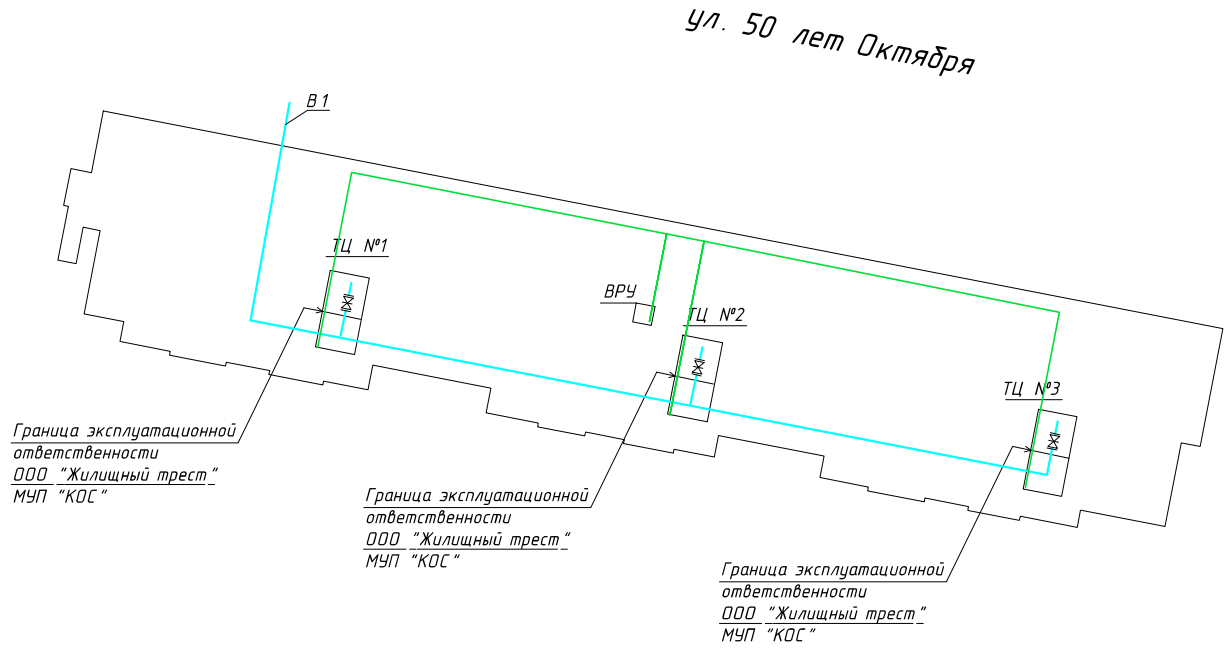 ул. 50 лет Октября
В1
ТЦ №1
ВРУ
ТЦ №2
ТЦ №3
Граница эксплуатационной
ответственности
ООО "Жилищный трест"
МУП "КОС"
Граница эксплуатационной
ответственности
ООО "Жилищный трест"
МУП "КОС"
Граница эксплуатационной
ответственности
ООО "Жилищный трест"
МУП "КОС"